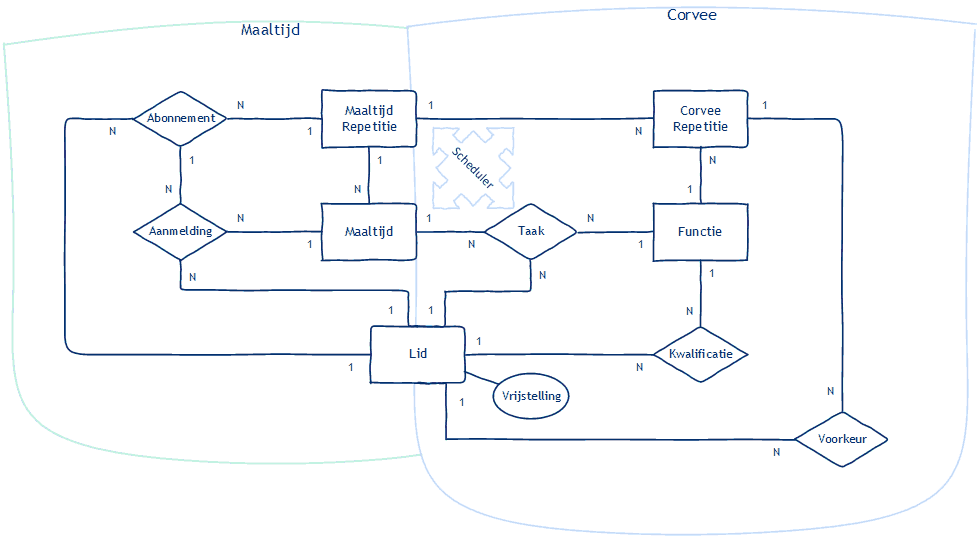 Maaltijd
Corvee
Abonnement
N
N
1
Maaltijd
Repetitie
1
N
Corvee
Repetitie
1
Scheduler
1
N
1
N
N
1
Aanmelding
N
1
Maaltijd
1
N
Taak
N
1
Functie
N
N
1
1
1
N
Lid
1
1
N
Kwalificatie
Vrijstelling
1
N
N
Voorkeur